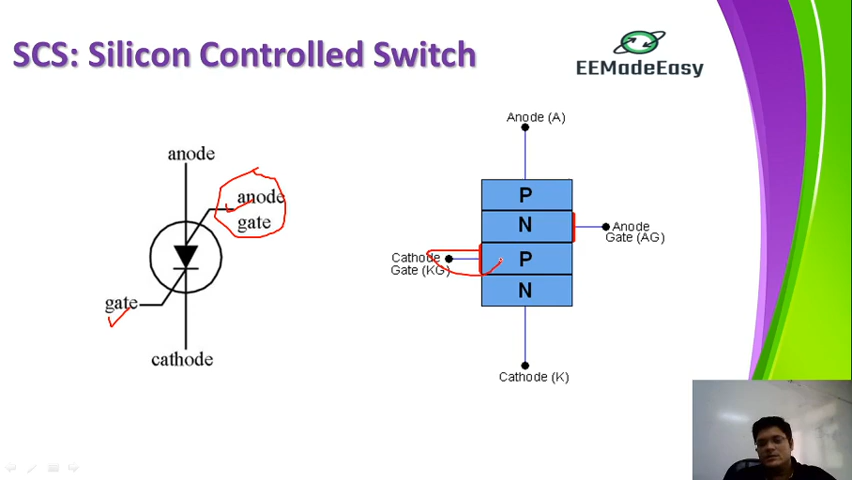 SCS: Silicon Controlled Switch
EEMadeEasy
anode
anode
gate
gate
cathode
Anode (A)
P
N
Anode
Gate (AG)
Cathode
Gate (KG)
P
N
Cathode (K)